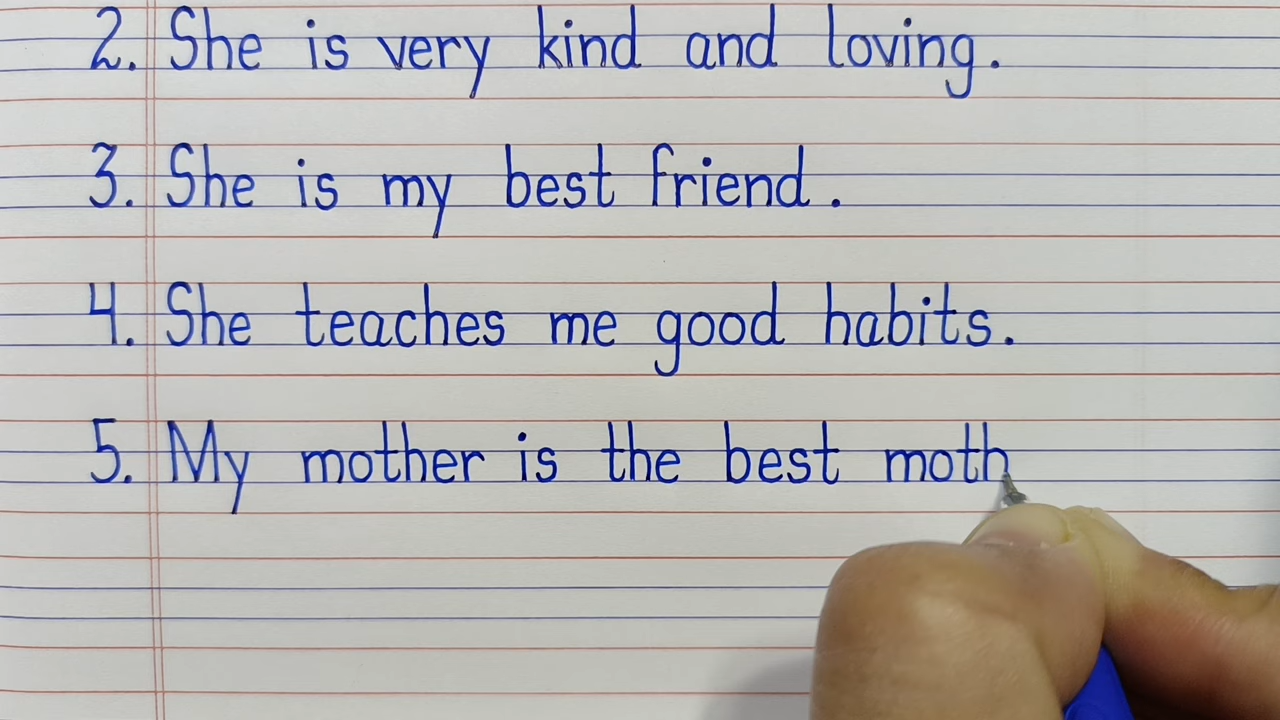 2. She is very kind and loving.
3. She is my best friend.
4. She teaches me good habits.
5. My mother is the best moth